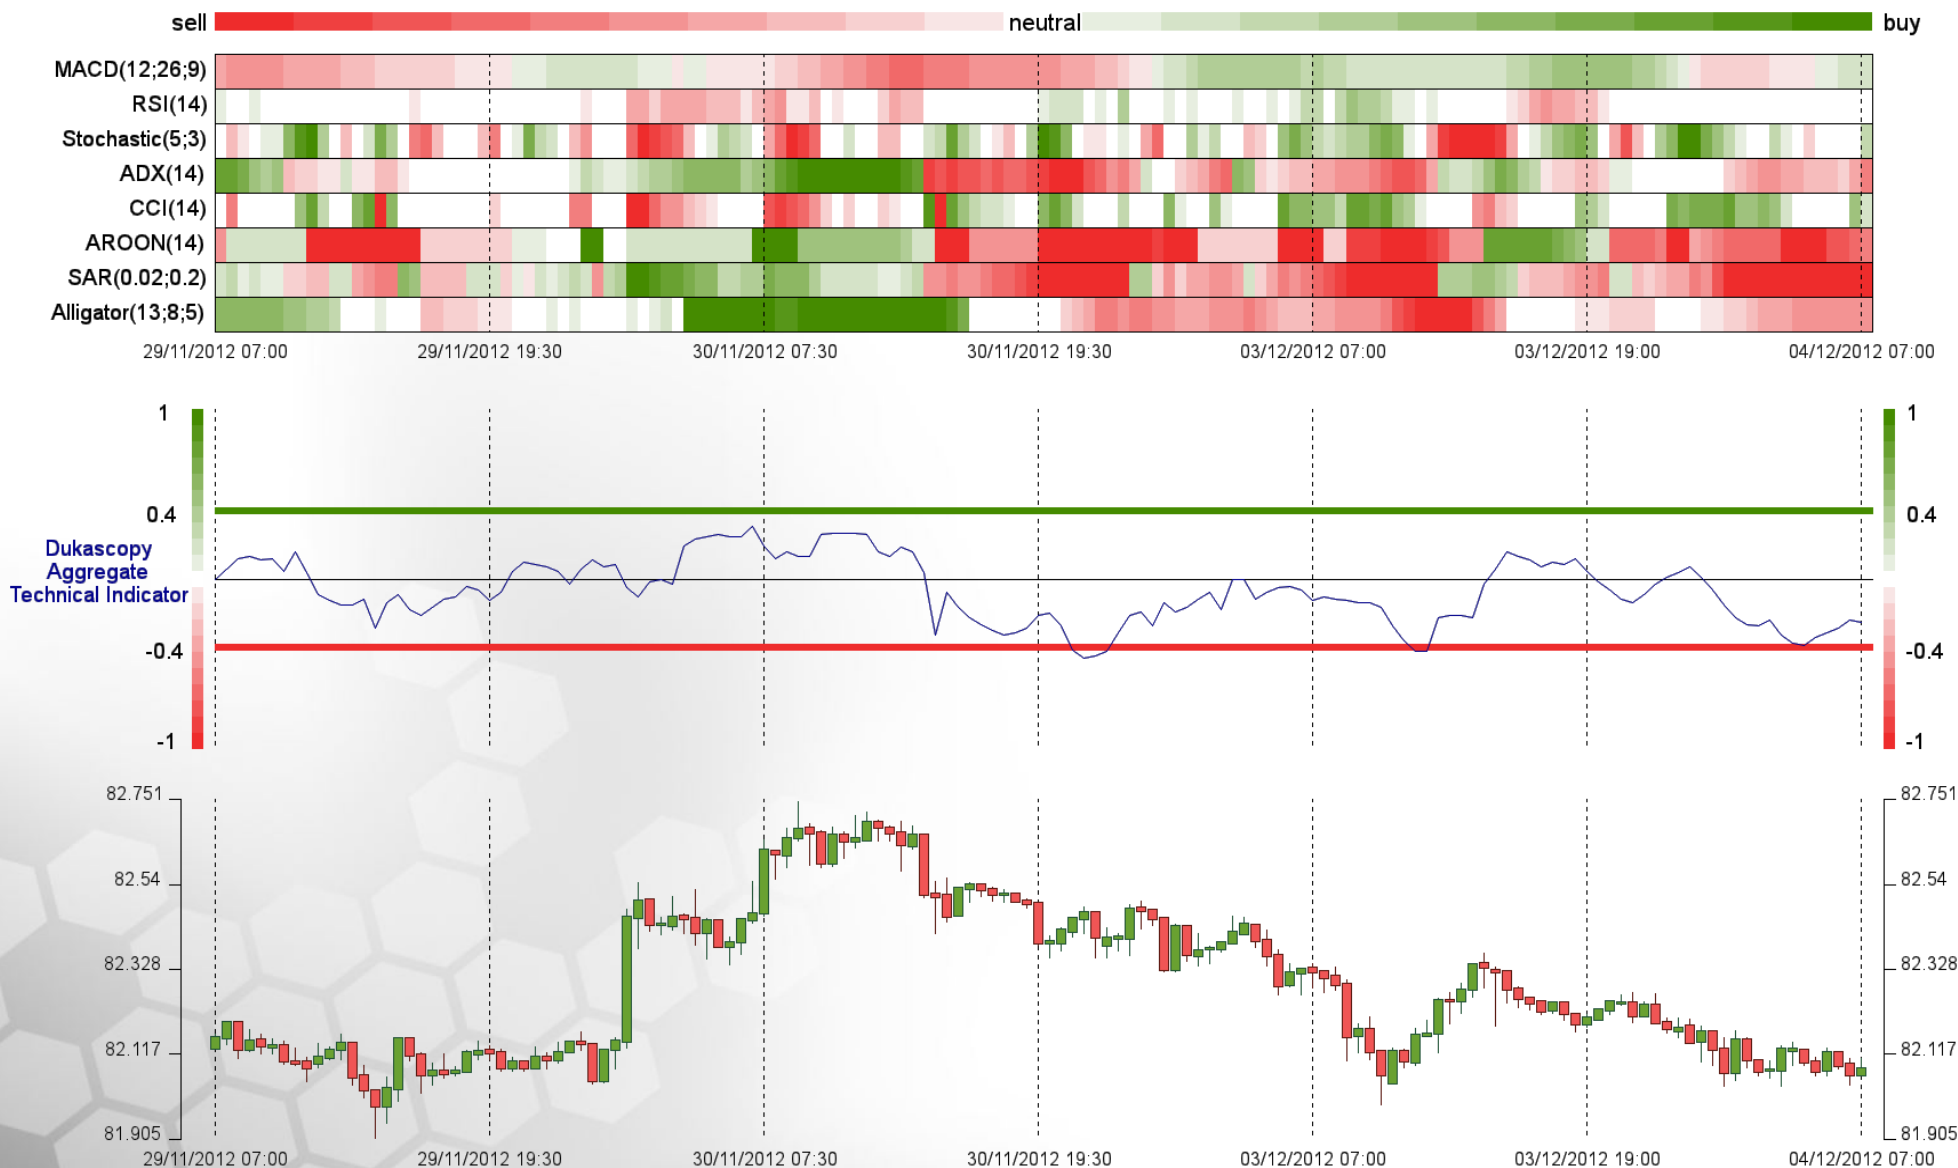 sell neutral buy
MACD(12;26;9)
RSI(14)
Stochastic(5;3)
ADX(14)
CCI(14)
AROON(14)
SAR(0.02;0.2)
Alligator(13;8;5)
29/11/2012 07:00 29/11/2012 19:30 30/11/2012 07:30 30/11/2012 19:30 03/12/2012 07:00 03/12/2012 19:00 04/12/2012 07:00
1 1
0.4 0.4
Dukascopy
Aggregate
Technical Indicator
-0.4 -0.4
-1 -1
82.751 82.751
82.54 82.54
82.328 82.328
82.117 82.117
81.905 81.905
29/11/2012 07:00 29/11/2012 19:30 30/11/2012 07:30 30/11/2012 19:30 03/12/2012 07:00 03/12/2012 19:00 04/12/2012 07:00